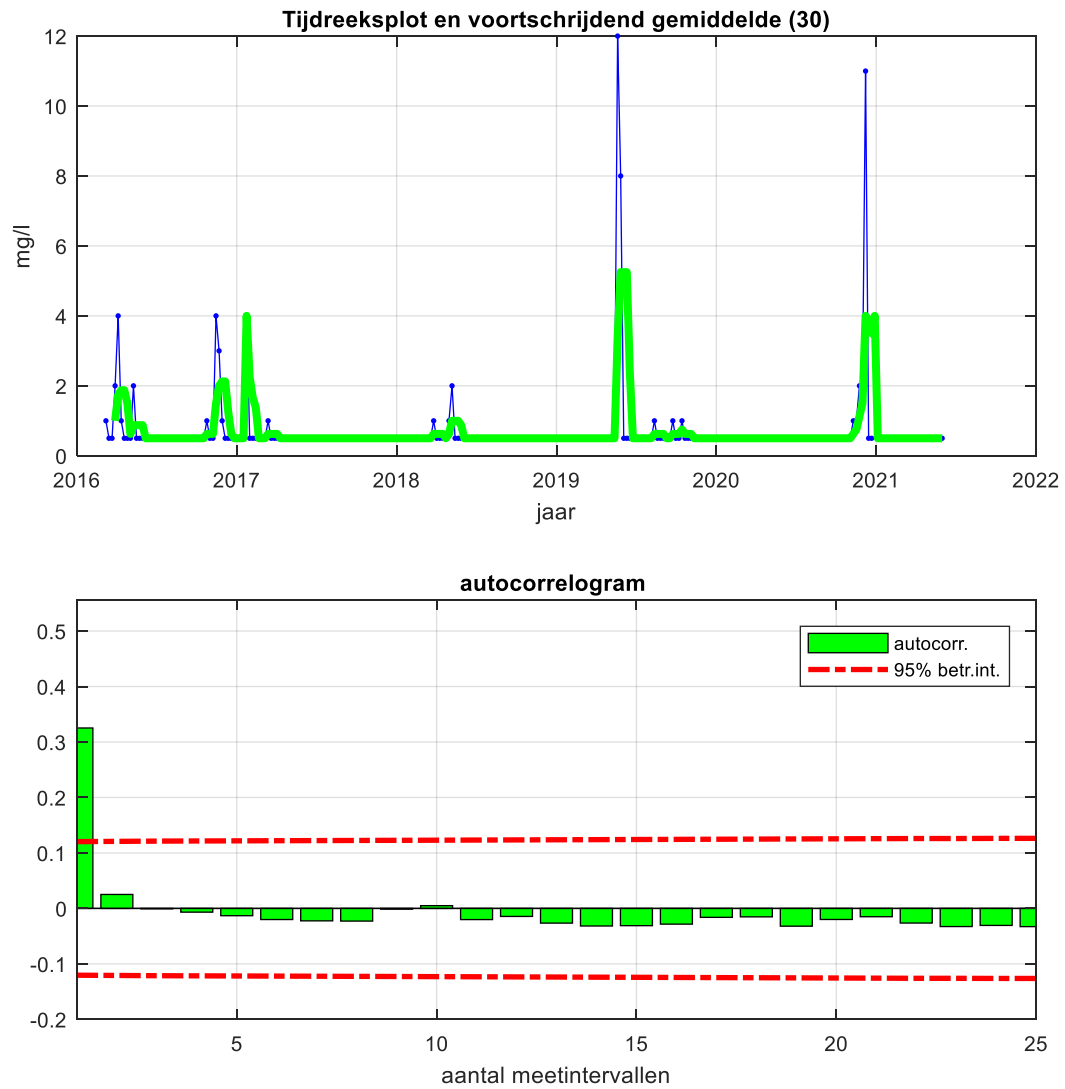 Tijdreeksplot en voortschrijdend gemiddelde (30)
12
10
8
6
4
2
0
mg/l
2016 2017 2018 2019 2020 2021 2022
jaar
autocorrelogram
0.5
0.4
0.3
0.2
0.1
0
-0.1
-0.2
autocorr.
95% betr.int.
5 10 15 20 25
aantal meetintervallen